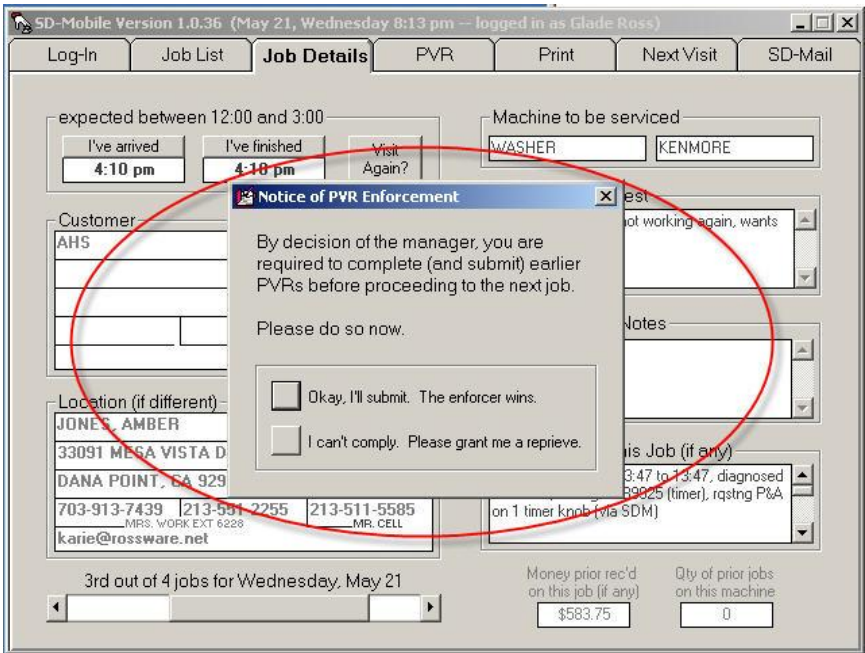 SD-Mobile Version 1.0.36 (May 21, Wednesday 8:13 pm -- logged in as Glade Ross)
Log-In Job List Job Details PVR Print Next Visit SD-Mail
expected between 12:00 and 3:00
I've arrived I've finished Visit Again?
4:10 pm 4:18 pm
Machine to be serviced
WASHER KENMORE
Notice of PVR Enforcement
By decision of the manager, you are
required to complete (and submit) earlier
PVRs before proceeding to the next job.
Please do so now.
Okay, I'll submit. The enforcer wins.
I can't comply. Please grant me a reprieve.
Customer
AHS
est
not working again, wants
Notes
Location (if different)
JONES, AMBER
33091 MESA VISTA D
DANA POINT, CA 929
703-913-7439 213-551-2255 213-511-5585
MRS. WORK EXT 6228 MR. CELL
karie@rossware.net
his Job (if any)
3:47 to 13:47, diagnosed
(timer), rqstng P&A
on 1 timer knob (via SDM)
3rd out of 4 jobs for Wednesday, May 21
Money prior rec'd
on this job (if any)
$583.75
Qty of prior jobs
on this machine
0